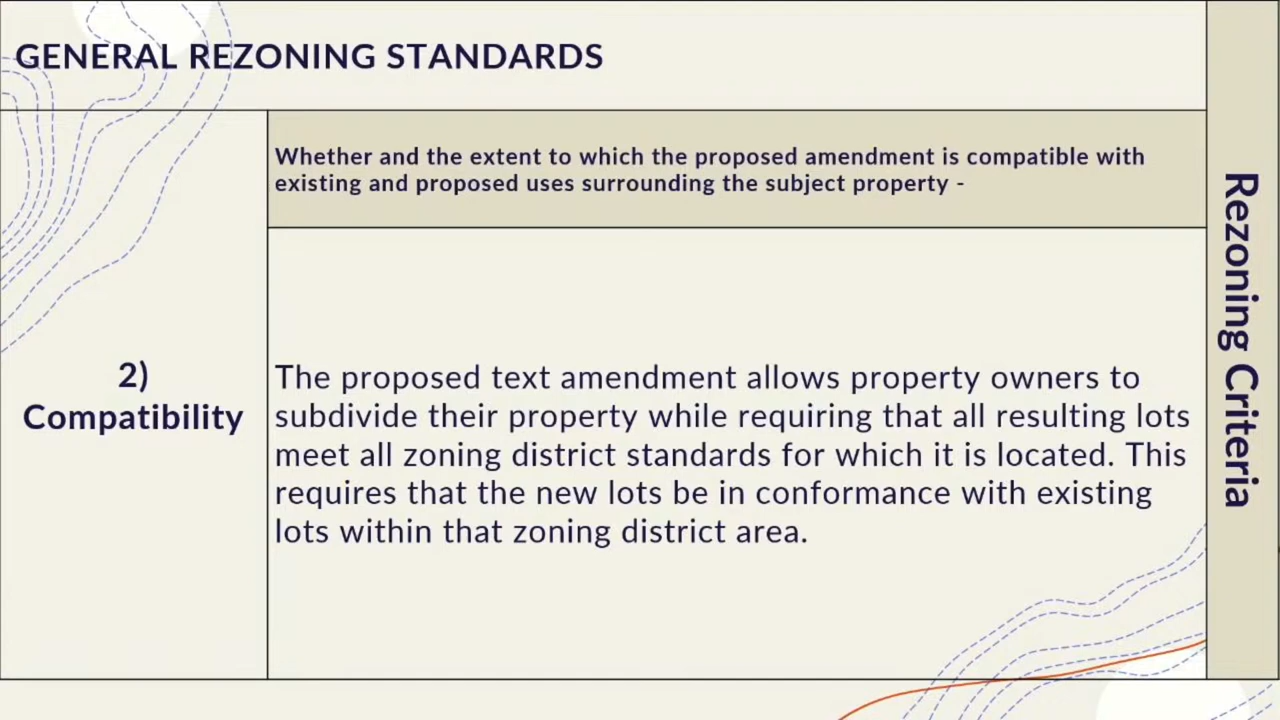 GENERAL REZONING STANDARDS
Whether and the extent to which the proposed amendment is compatible with
existing and proposed uses surrounding the subject property -
2)
Compatibility
The proposed text amendment allows property owners to
subdivide their property while requiring that all resulting lots
meet all zoning district standards for which it is located. This
requires that the new lots be in conformance with existing
lots within that zoning district area.
Rezoning Criteria